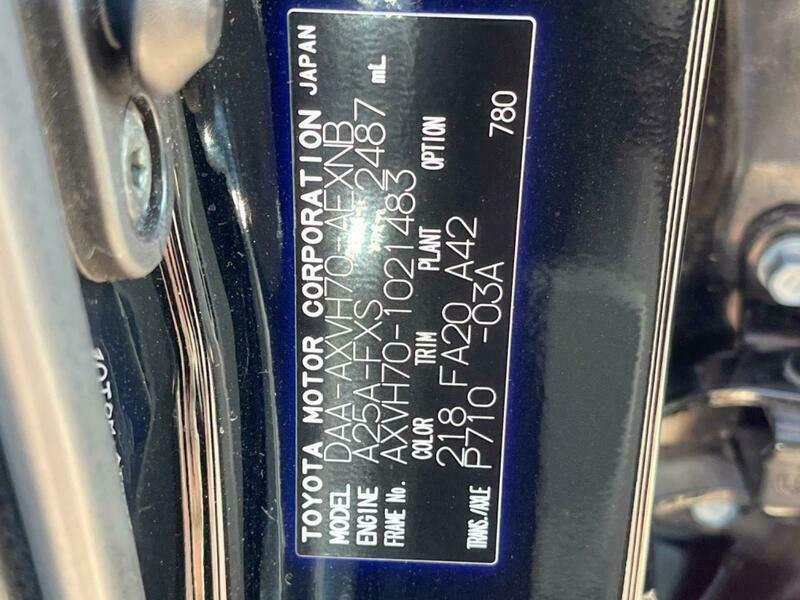 TOYOTA MOTOR CORPORATION JAPAN
MODEL DAA-AXVH70-AEXNB
ENGINE A25A-FXS 2487 mL
FRAME No. AXVH70-1021483
COLOR TRIM PLANT OPTION
218 FA20 A42
TRANS./AXLE P710 -03A 780